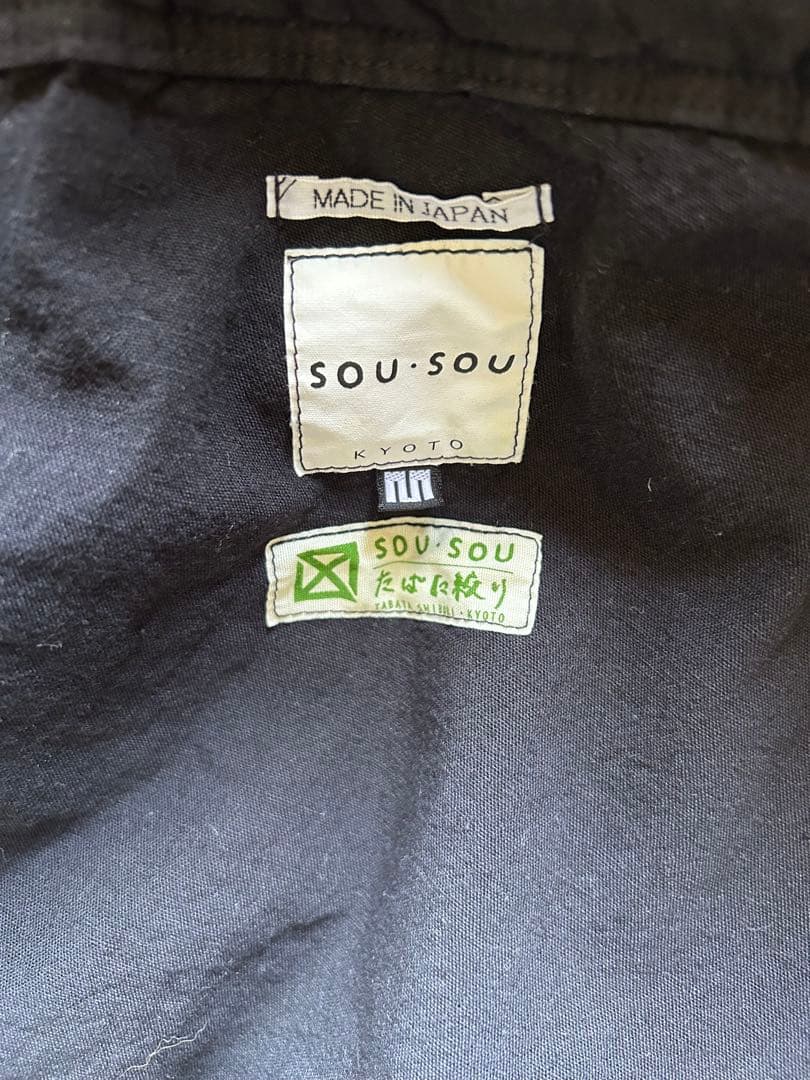 MADE IN JAPAN
SOU・SOU
KYOTO
SOU・SOU
たばた絞り
TABATA SHIBORI・KYOTO